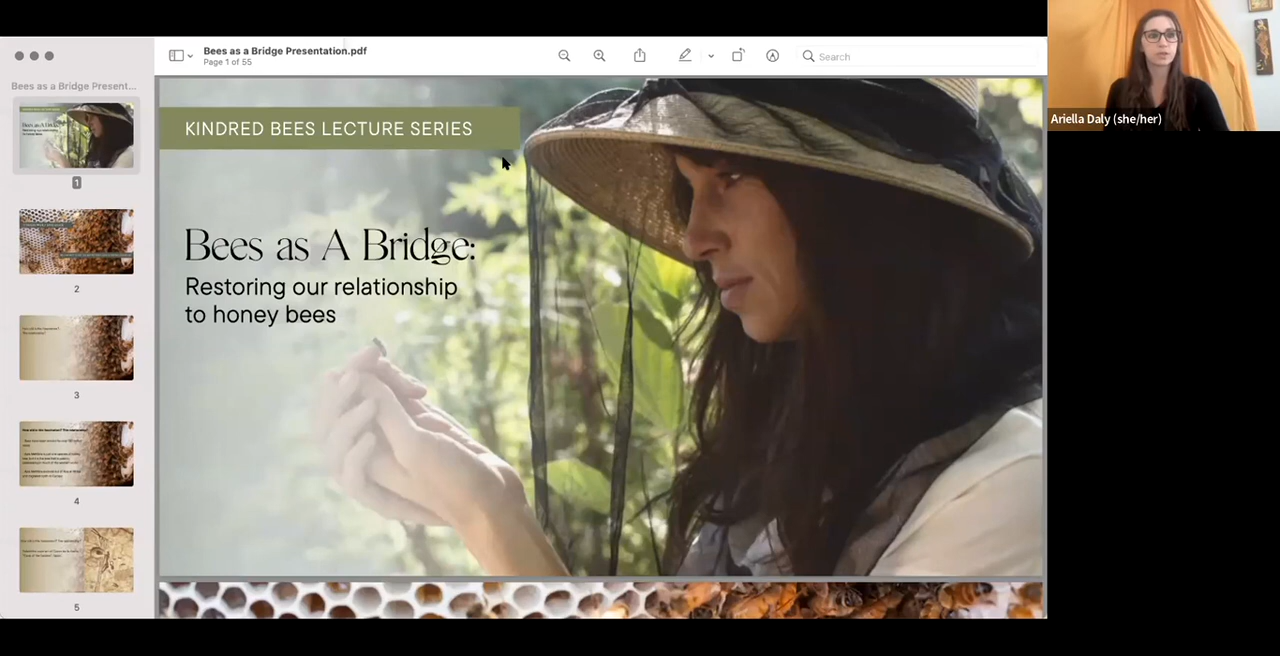 Bees as a Bridge Presentation.pdf
Page 1 of 55
Search
Bees as a Bridge Present...
1
2
3
4
5
KINDRED BEES LECTURE SERIES
Bees as A Bridge:
Restoring our relationship
to honey bees
Ariella Daly (she/her)